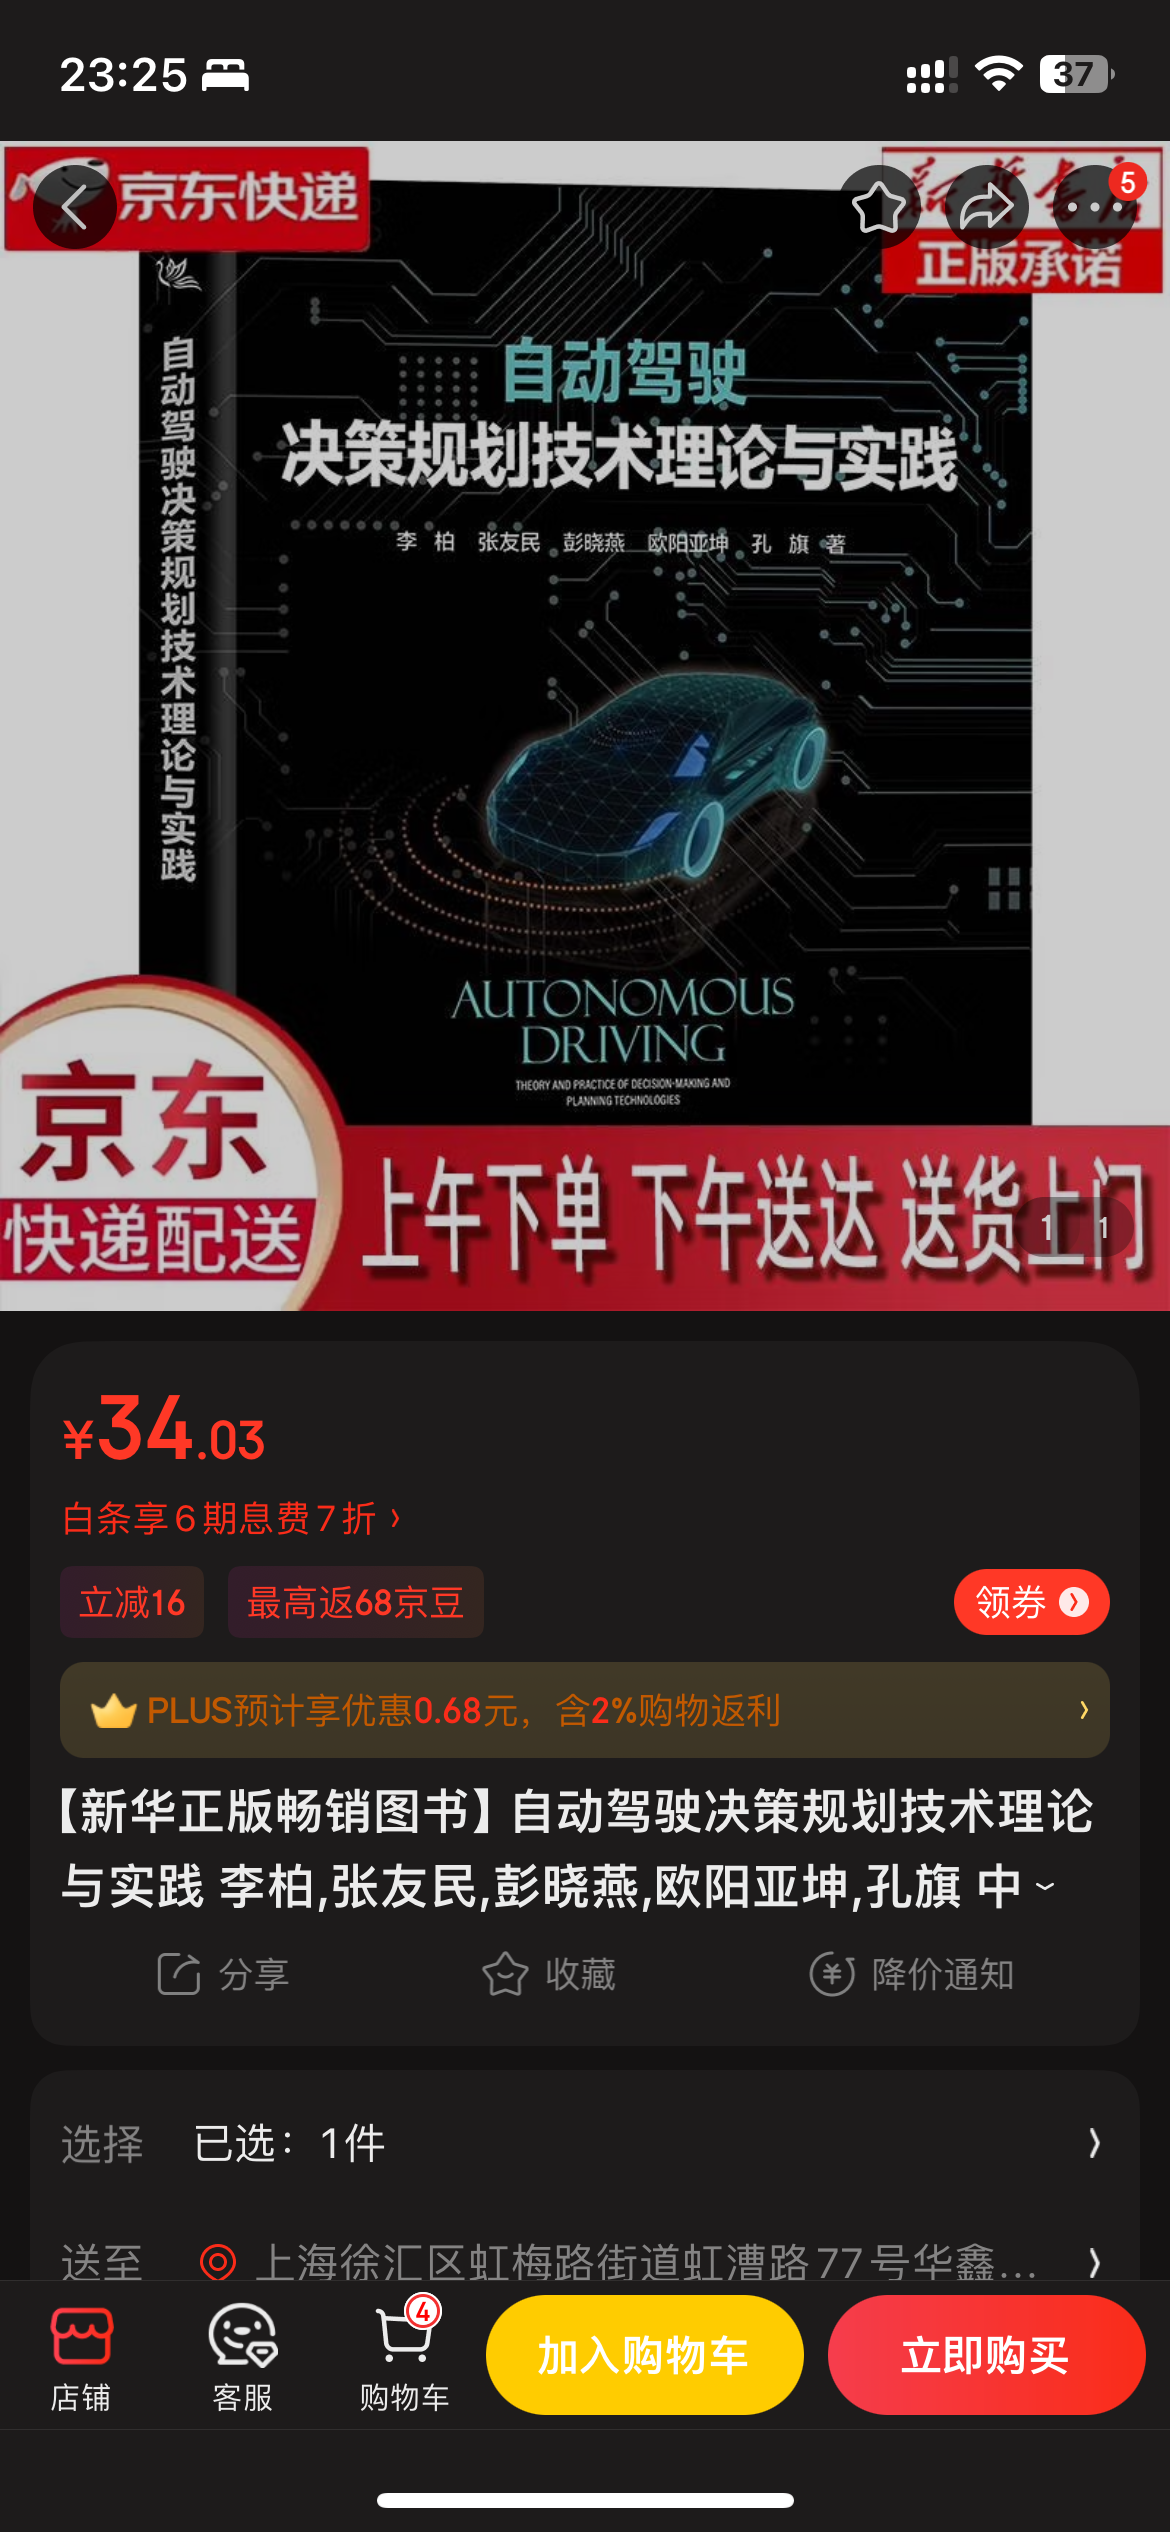 23:25
37
京东快递
新华书店
正版承诺
5
自动驾驶决策规划技术理论与实践
自动驾驶
决策规划技术理论与实践
李 柏 张友民 彭晓燕 欧阳亚坤 孔 旗 著
AUTONOMOUS
DRIVING
THEORY AND PRACTICE OF DECISION-MAKING AND
PLANNING TECHNOLOGIES
京东
快递配送
上午下单 下午送达 送货上门
1 1
¥34.03
白条享6期息费7折 ›
立减16 最高返68京豆
领券
PLUS预计享优惠0.68元，含2%购物返利
【新华正版畅销图书】自动驾驶决策规划技术理论
与实践 李柏,张友民,彭晓燕,欧阳亚坤,孔旗 中
分享 收藏 降价通知
选择 已选：1件
送至 上海徐汇区虹梅路街道虹漕路77号华鑫...
店铺 客服 购物车 4
加入购物车 立即购买